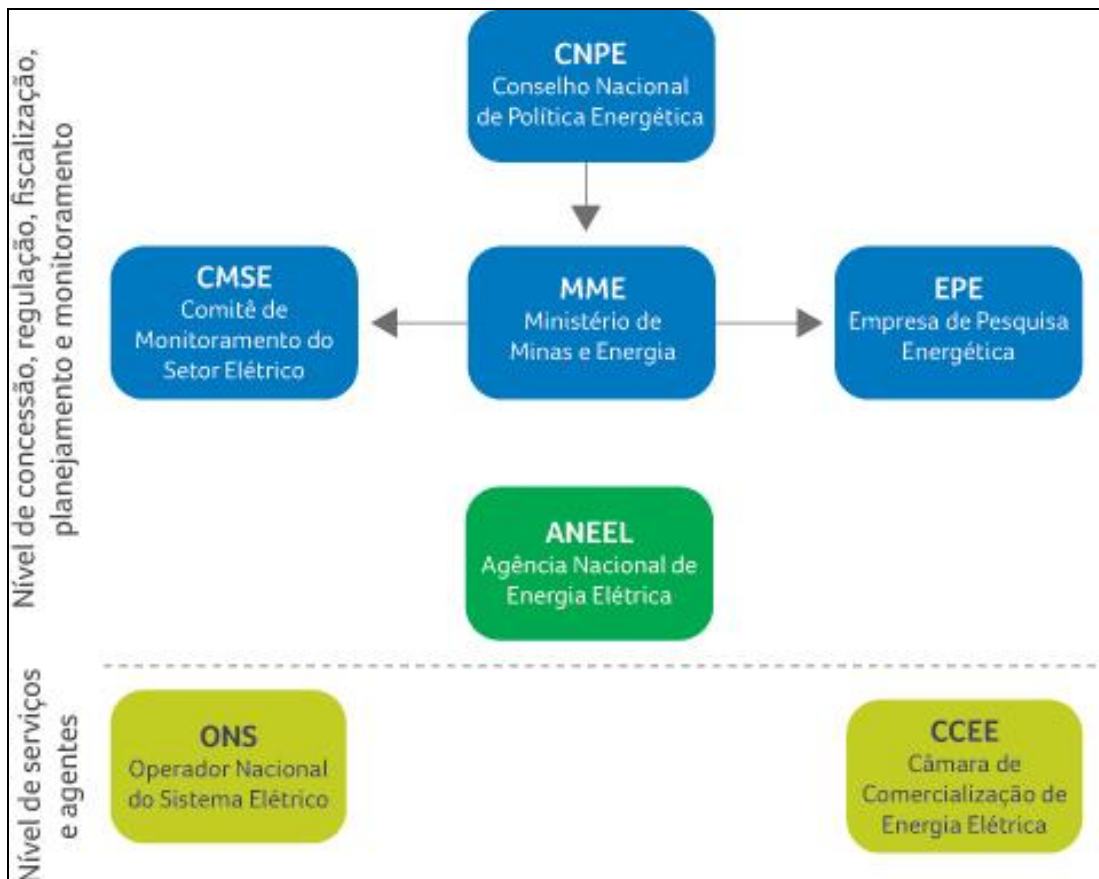 Nível de concessão, regulação, fiscalização,
planejamento e monitoramento
CNPE
Conselho Nacional
de Política Energética
CMSE
Comitê de
Monitoramento do
Setor Elétrico
MME
Ministério de
Minas e Energia
EPE
Empresa de Pesquisa
Energética
ANEEL
Agência Nacional de
Energia Elétrica
Nível de serviços
e agentes
ONS
Operador Nacional
do Sistema Elétrico
CCEE
Câmara de
Comercialização de
Energia Elétrica